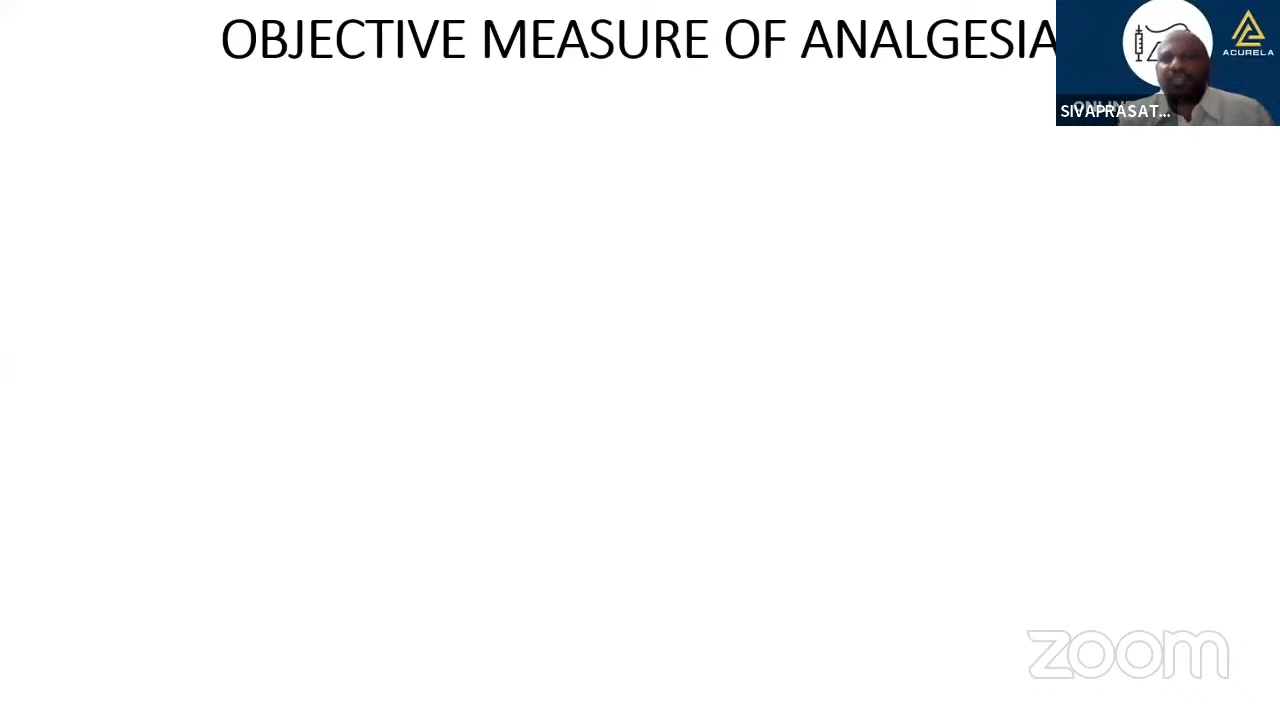 OBJECTIVE MEASURE OF ANALGESIA
ACURELA
SIVAPRASAT...
zoom